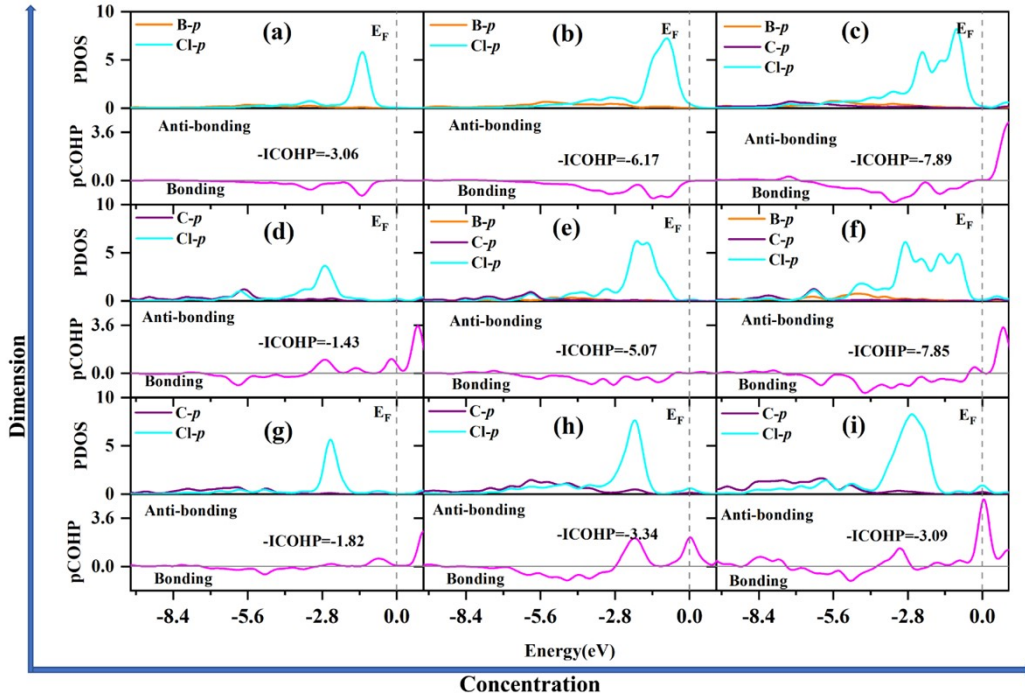 (a)
B-p
Cl-p
E_F
(b)
B-p
Cl-p
E_F
(c)
B-p
C-p
Cl-p
E_F
PDOS
10
5
0
Anti-bonding
-ICOHP=-3.06
Bonding
Anti-bonding
-ICOHP=-6.17
Bonding
Anti-bonding
-ICOHP=-7.89
Bonding
pCOHP
3.6
0.0
(d)
C-p
Cl-p
E_F
(e)
B-p
C-p
Cl-p
E_F
(f)
B-p
C-p
Cl-p
E_F
PDOS
10
5
0
Anti-bonding
-ICOHP=-1.43
Bonding
Anti-bonding
-ICOHP=-5.07
Bonding
Anti-bonding
-ICOHP=-7.85
Bonding
pCOHP
3.6
0.0
(g)
C-p
Cl-p
E_F
(h)
C-p
Cl-p
E_F
(i)
C-p
Cl-p
E_F
PDOS
10
5
0
Anti-bonding
-ICOHP=-1.82
Bonding
Anti-bonding
-ICOHP=-3.34
Bonding
Anti-bonding
-ICOHP=-3.09
Bonding
pCOHP
3.6
0.0
-8.4 -5.6 -2.8 0.0 -8.4 -5.6 -2.8 0.0 -8.4 -5.6 -2.8 0.0
Energy(eV)
Dimension
Concentration